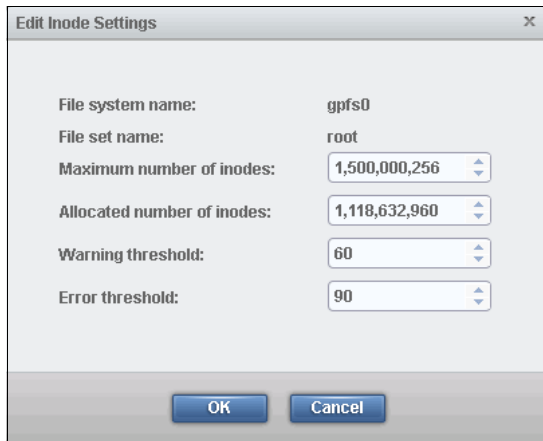 Edit Inode Settings x
File system name: gpfs0
File set name: root
Maximum number of inodes: 1,500,000,256
Allocated number of inodes: 1,118,632,960
Warning threshold: 60
Error threshold: 90
OK Cancel